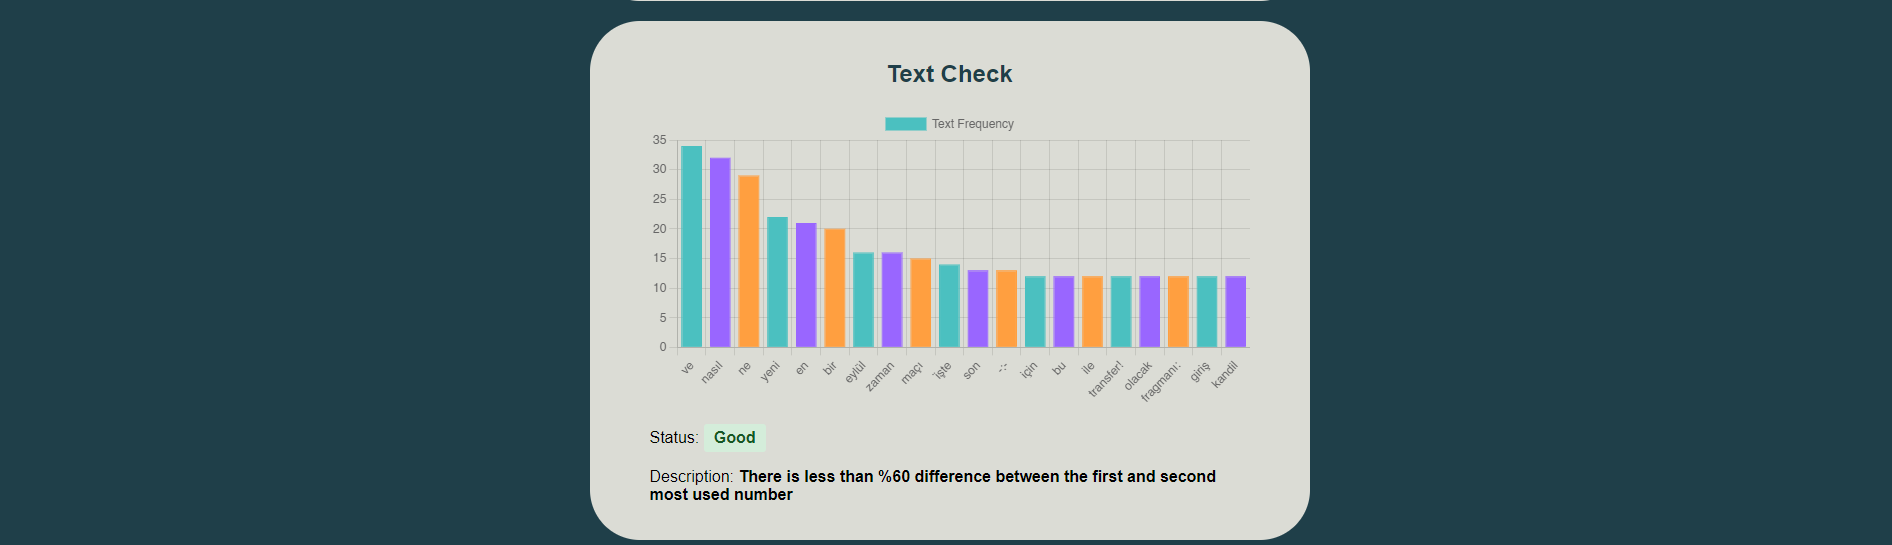 Text Check
Text Frequency
35
30
25
20
15
10
5
0
ve
nasıl
ne
yeni
en
bir
eylül
zaman
maçı
işte
son
-:-
için
bu
ile
transfer!
olacak
fragmanı:
giriş
kandil
Status: Good
Description: There is less than %60 difference between the first and second
most used number